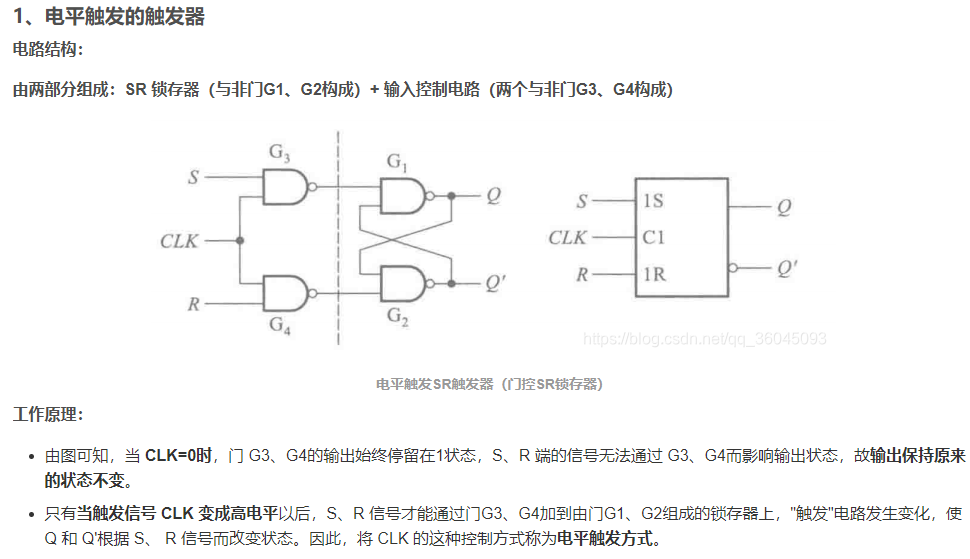 1、电平触发的触发器
电路结构：
由两部分组成：SR 锁存器（与非门G1、G2构成）+ 输入控制电路（两个与非门G3、G4构成）
G3
G1
S
Q
CLK
R
Q'
G4
G2
S
1S
Q
CLK
C1
R
1R
Q'
https://blog.csdn.net/qq_36045093
电平触发SR触发器（门控SR锁存器）
工作原理：
• 由图可知，当 CLK=0时，门 G3、G4的输出始终停留在1状态，S、R 端的信号无法通过 G3、G4而影响输出状态，故输出保持原来
的状态不变。
• 只有当触发信号 CLK 变成高电平以后，S、R 信号才能通过门G3、G4加到由门G1、G2组成的锁存器上，"触发"电路发生变化，使
Q 和 Q'根据 S、 R 信号而改变状态。因此，将 CLK 的这种控制方式称为电平触发方式。